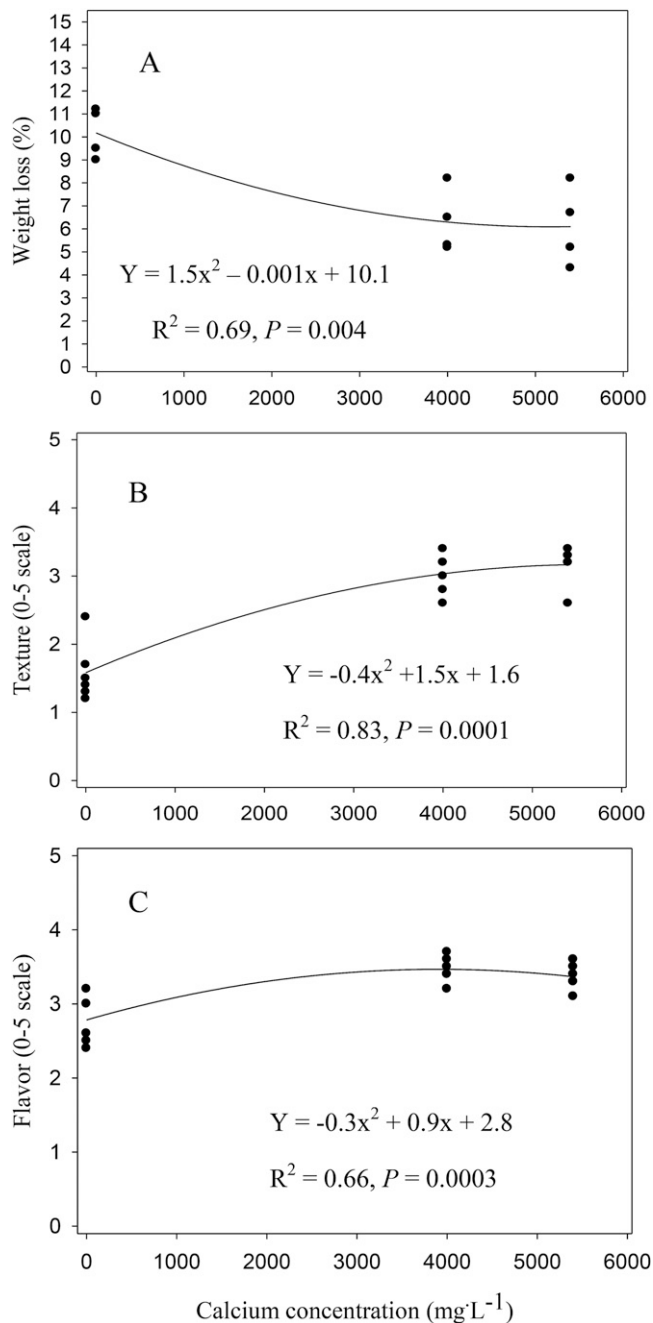 15
14
13
12
11
10
9
8
7
6
5
4
3
2
1
0
A
Weight loss (%)
Y = 1.5x² – 0.001x + 10.1
R² = 0.69, P = 0.004
0 1000 2000 3000 4000 5000 6000
5
4
3
2
1
0
B
Texture (0-5 scale)
Y = -0.4x² +1.5x + 1.6
R² = 0.83, P = 0.0001
0 1000 2000 3000 4000 5000 6000
5
4
3
2
1
0
C
Flavor (0-5 scale)
Y = -0.3x² + 0.9x + 2.8
R² = 0.66, P = 0.0003
0 1000 2000 3000 4000 5000 6000
Calcium concentration (mg·L⁻¹)